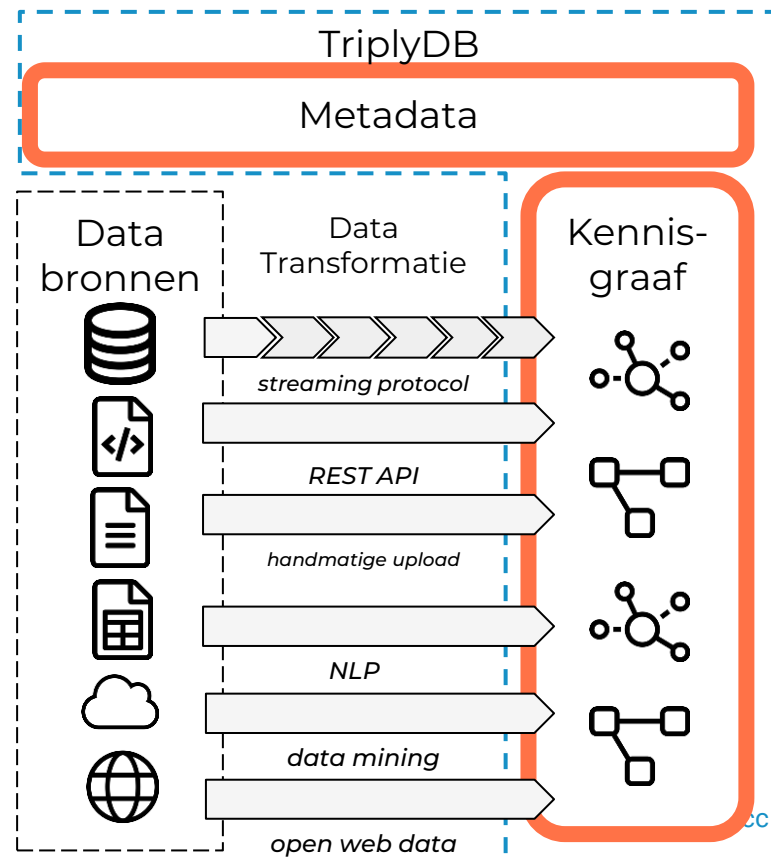 TriplyDB
Metadata
Data
bronnen
Data
Transformatie
Kennis-
graaf
streaming protocol
</>
REST API
handmatige upload
NLP
data mining
open web data
cc